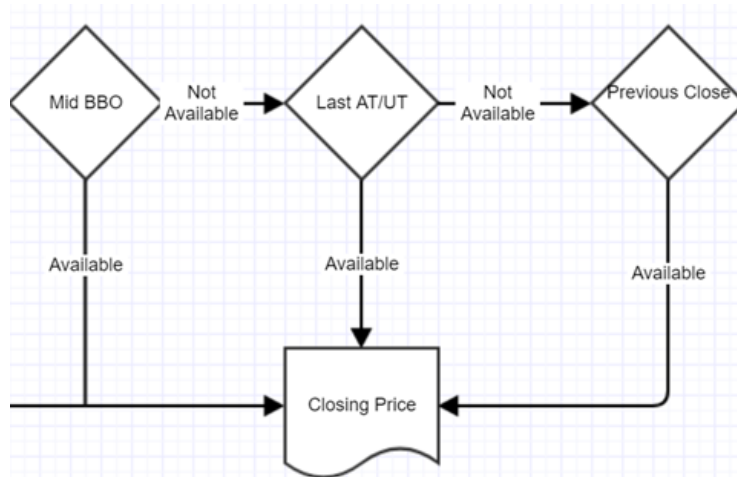 Mid BBO
Not
Available
Last AT/UT
Not
Available
Previous Close
Available
Available
Available
Closing Price